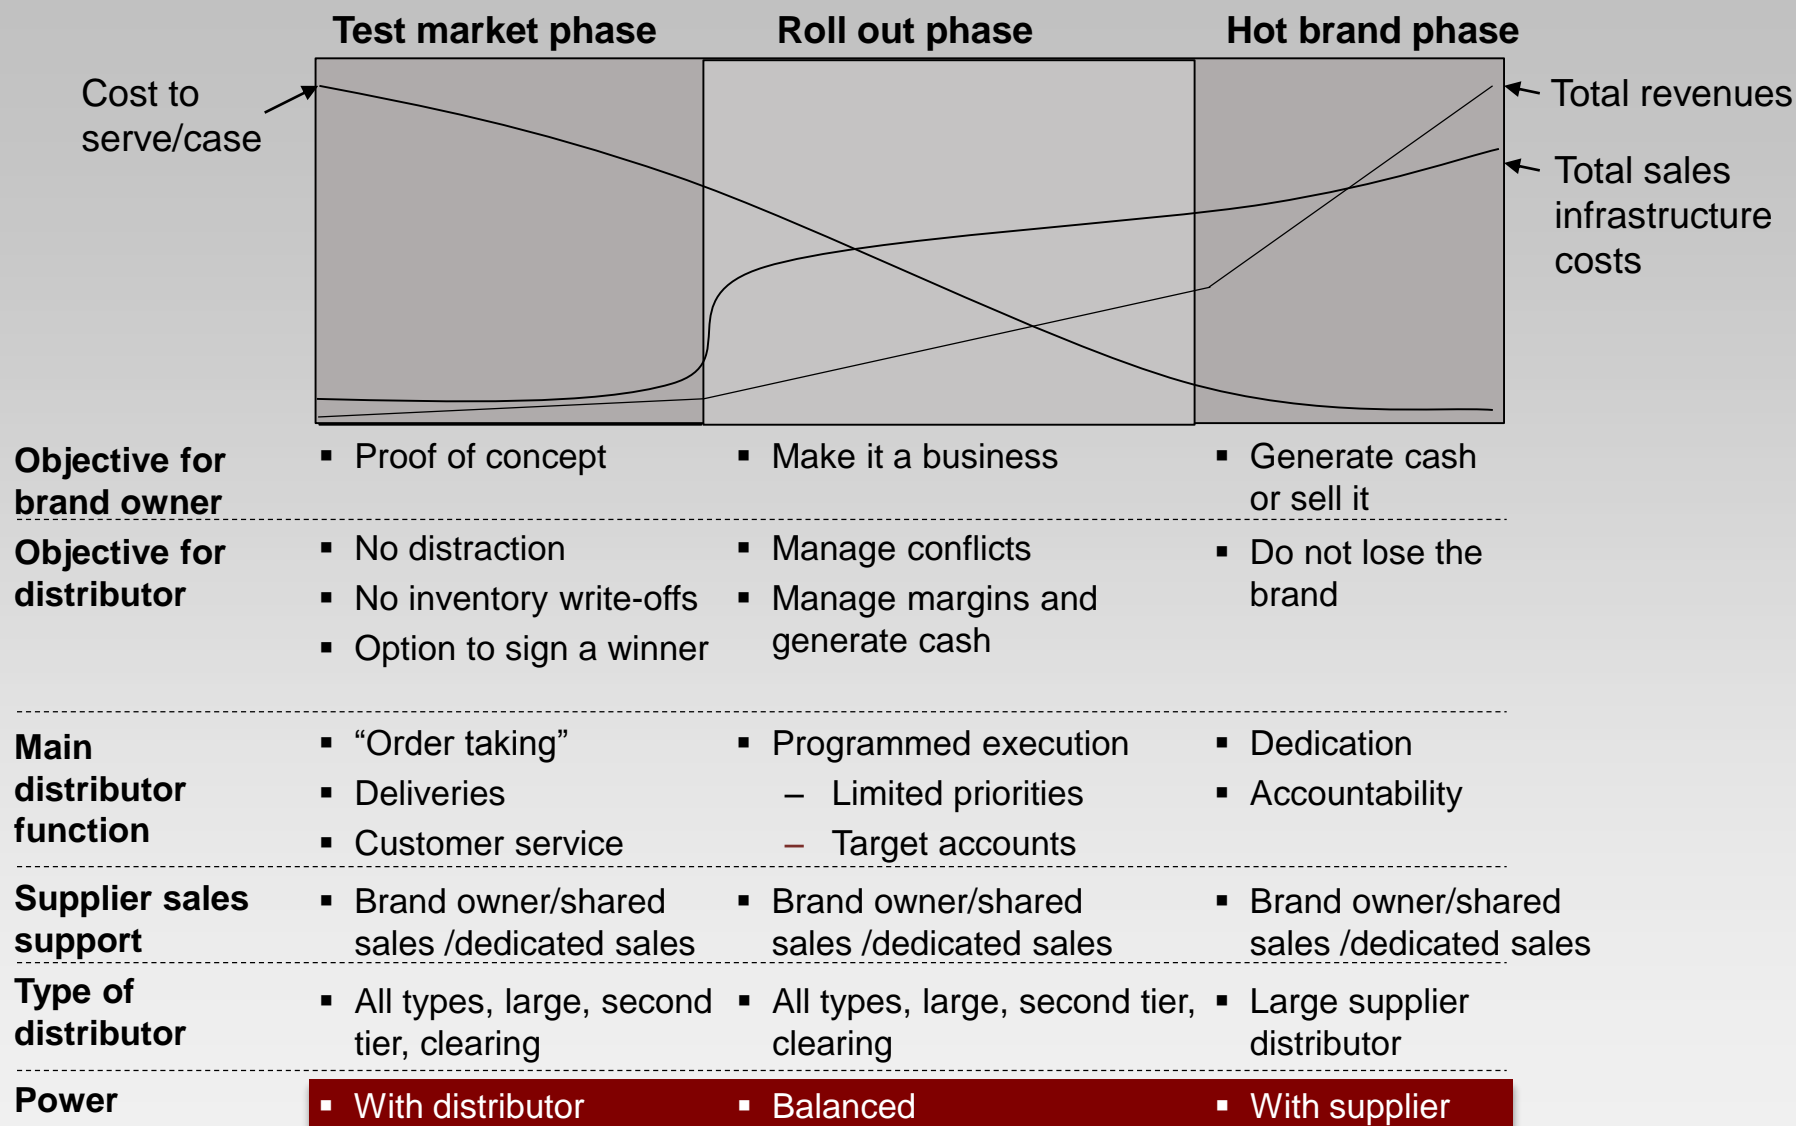 Test market phase
Roll out phase
Hot brand phase
Cost to
serve/case
Total revenues
Total sales
infrastructure
costs
Objective for
brand owner
▪ Proof of concept
▪ Make it a business
▪ Generate cash
or sell it
Objective for
distributor
▪ No distraction
▪ No inventory write-offs
▪ Option to sign a winner
▪ Manage conflicts
▪ Manage margins and
generate cash
▪ Do not lose the
brand
Main
distributor
function
▪ “Order taking”
▪ Deliveries
▪ Customer service
▪ Programmed execution
– Limited priorities
– Target accounts
▪ Dedication
▪ Accountability
Supplier sales
support
▪ Brand owner/shared
sales /dedicated sales
▪ Brand owner/shared
sales /dedicated sales
▪ Brand owner/shared
sales /dedicated sales
Type of
distributor
▪ All types, large, second
tier, clearing
▪ All types, large, second tier,
clearing
▪ Large supplier
distributor
Power
▪ With distributor
▪ Balanced
▪ With supplier